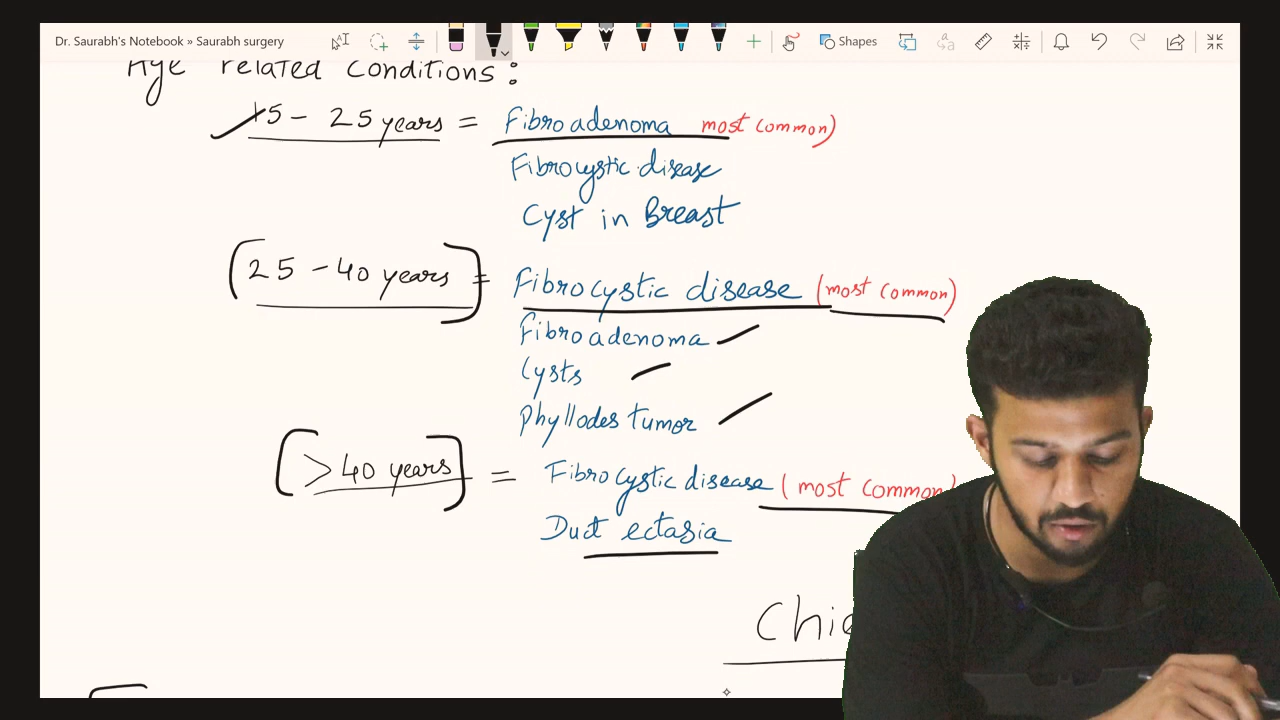 Dr. Saurabh's Notebook » Saurabh surgery
Shapes
Age related Conditions:
15 - 25 years = Fibroadenoma most common)
Fibrocystic disease
Cyst in Breast
(25 - 40 years) = Fibrocystic disease (most common)
Fibroadenoma
Cysts
Phyllodes tumor
[>40 years] = Fibrocystic disease (most common)
Duct ectasia